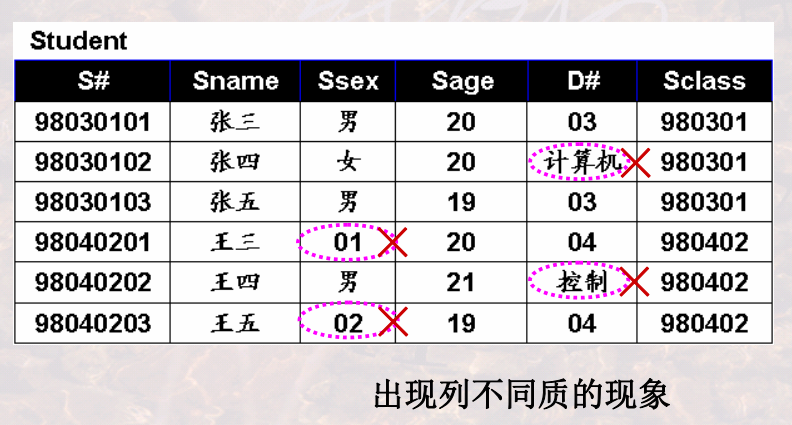 Student
S# Sname Ssex Sage D# Sclass
98030101 张三 男 20 03 980301
98030102 张四 女 20 计算机 980301
98030103 张五 男 19 03 980301
98040201 王三 01 20 04 980402
98040202 王四 男 21 控制 980402
98040203 王五 02 19 04 980402
出现列不同质的现象